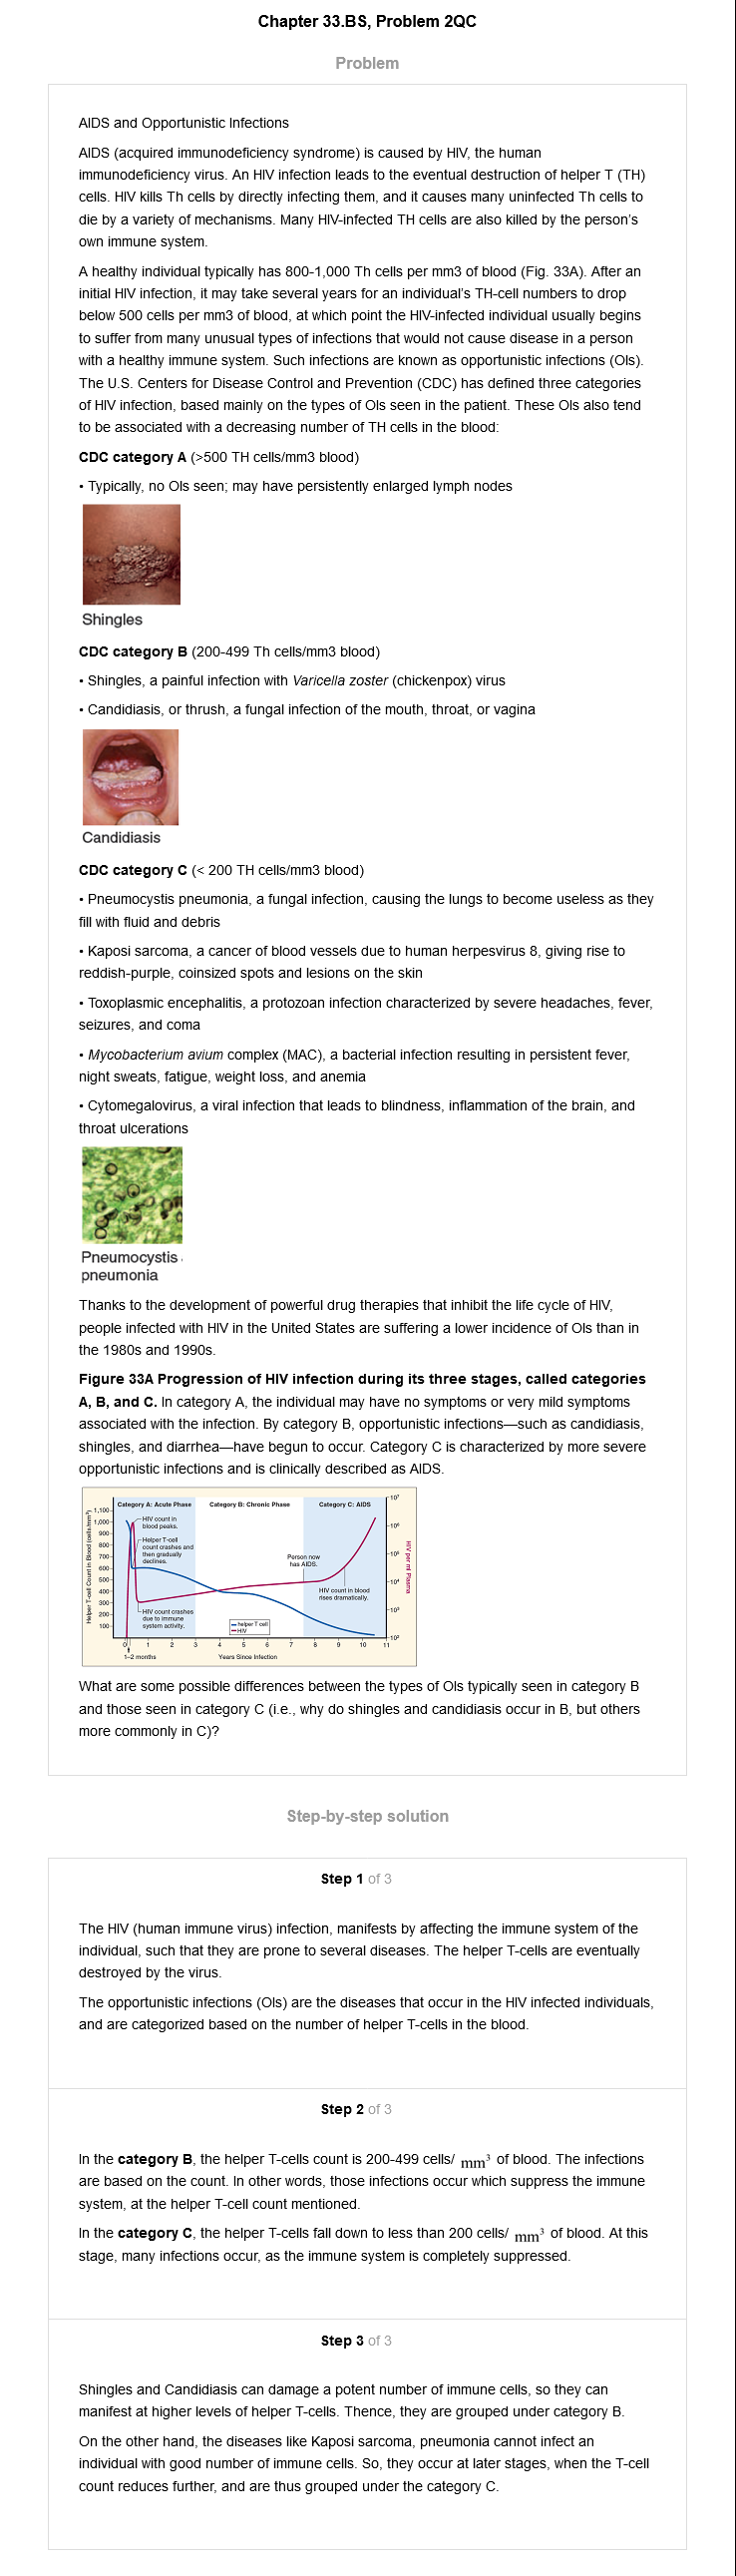 Chapter 33.BS, Problem 2QC
Problem
AIDS and Opportunistic Infections
AIDS (acquired immunodeficiency syndrome) is caused by HIV, the human
immunodeficiency virus. An HIV infection leads to the eventual destruction of helper T (TH)
cells. HIV kills Th cells by directly infecting them, and it causes many uninfected Th cells to
die by a variety of mechanisms. Many HIV-infected TH cells are also killed by the person's
own immune system.
A healthy individual typically has 800-1,000 Th cells per mm3 of blood (Fig. 33A). After an
initial HIV infection, it may take several years for an individual's TH-cell numbers to drop
below 500 cells per mm3 of blood, at which point the HIV-infected individual usually begins
to suffer from many unusual types of infections that would not cause disease in a person
with a healthy immune system. Such infections are known as opportunistic infections (OIs).
The U.S. Centers for Disease Control and Prevention (CDC) has defined three categories
of HIV infection, based mainly on the types of OIs seen in the patient. These OIs also tend
to be associated with a decreasing number of TH cells in the blood:
CDC category A (>500 TH cells/mm3 blood)
• Typically, no OIs seen; may have persistently enlarged lymph nodes
Shingles
CDC category B (200-499 Th cells/mm3 blood)
• Shingles, a painful infection with Varicella zoster (chickenpox) virus
• Candidiasis, or thrush, a fungal infection of the mouth, throat, or vagina
Candidiasis
CDC category C (< 200 TH cells/mm3 blood)
• Pneumocystis pneumonia, a fungal infection, causing the lungs to become useless as they
fill with fluid and debris
• Kaposi sarcoma, a cancer of blood vessels due to human herpesvirus 8, giving rise to
reddish-purple, coinsized spots and lesions on the skin
• Toxoplasmic encephalitis, a protozoan infection characterized by severe headaches, fever,
seizures, and coma
• Mycobacterium avium complex (MAC), a bacterial infection resulting in persistent fever,
night sweats, fatigue, weight loss, and anemia
• Cytomegalovirus, a viral infection that leads to blindness, inflammation of the brain, and
throat ulcerations
Pneumocystis
pneumonia
Thanks to the development of powerful drug therapies that inhibit the life cycle of HIV,
people infected with HIV in the United States are suffering a lower incidence of OIs than in
the 1980s and 1990s.
Figure 33A Progression of HIV infection during its three stages, called categories
A, B, and C. In category A, the individual may have no symptoms or very mild symptoms
associated with the infection. By category B, opportunistic infections—such as candidiasis,
shingles, and diarrhea—have begun to occur. Category C is characterized by more severe
opportunistic infections and is clinically described as AIDS.
Category A: Acute Phase Category B: Chronic Phase Category C: AIDS
Helper T-cell Count in Blood (cells/mm³)
1,100
1,000
900
800
700
600
500
400
300
200
100
HIV count in
blood peaks.
Helper T-cell
count crashes and
then gradually
declines.
HIV count crashes
due to immune
system activity.
Person now
has AIDS.
HIV count in blood
rises dramatically.
helper T cell
HIV
10⁷
10⁶
10⁵
10⁴
10³
10²
HIV per ml Plasma
0 1 2 3 4 5 6 7 8 9 10 11
1–2 months
Years Since Infection
What are some possible differences between the types of OIs typically seen in category B
and those seen in category C (i.e., why do shingles and candidiasis occur in B, but others
more commonly in C)?
Step-by-step solution
Step 1 of 3
The HIV (human immune virus) infection, manifests by affecting the immune system of the
individual, such that they are prone to several diseases. The helper T-cells are eventually
destroyed by the virus.
The opportunistic infections (OIs) are the diseases that occur in the HIV infected individuals,
and are categorized based on the number of helper T-cells in the blood.
Step 2 of 3
In the category B, the helper T-cells count is 200-499 cells/ mm³ of blood. The infections
are based on the count. In other words, those infections occur which suppress the immune
system, at the helper T-cell count mentioned.
In the category C, the helper T-cells fall down to less than 200 cells/ mm³ of blood. At this
stage, many infections occur, as the immune system is completely suppressed.
Step 3 of 3
Shingles and Candidiasis can damage a potent number of immune cells, so they can
manifest at higher levels of helper T-cells. Thence, they are grouped under category B.
On the other hand, the diseases like Kaposi sarcoma, pneumonia cannot infect an
individual with good number of immune cells. So, they occur at later stages, when the T-cell
count reduces further, and are thus grouped under the category C.